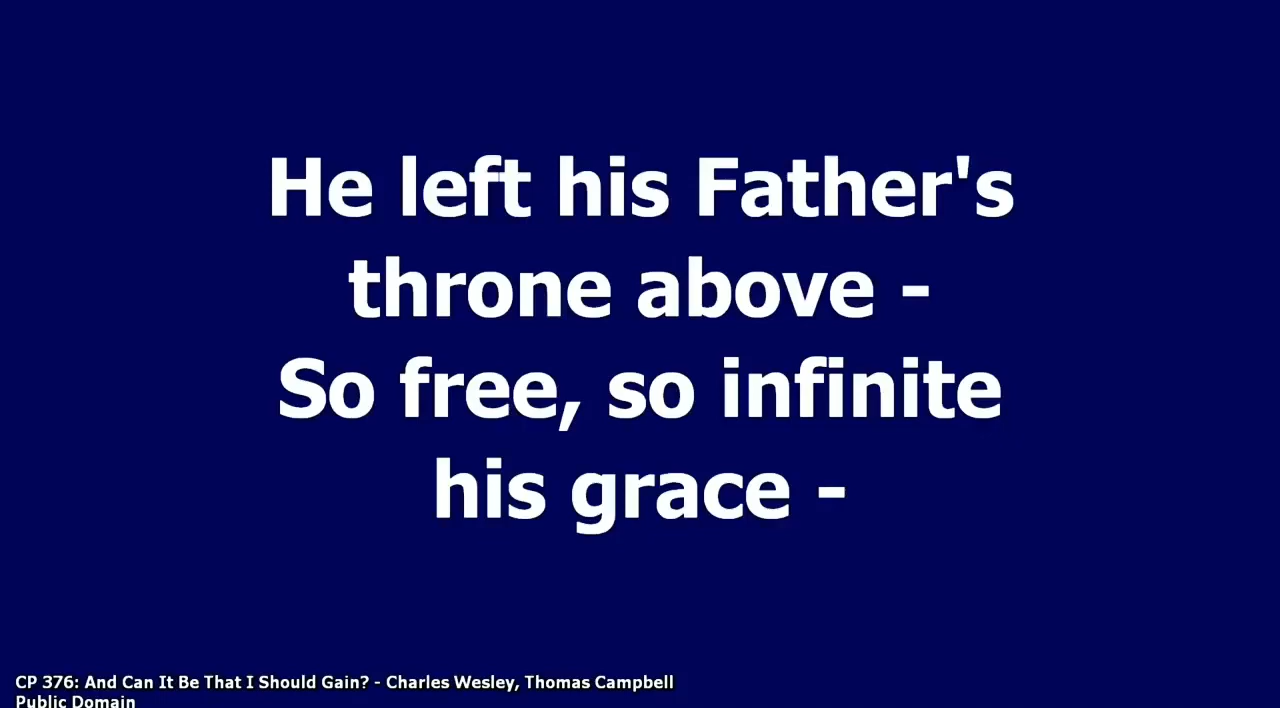 He left his Father's
throne above -
So free, so infinite
his grace -
CP 376: And Can It Be That I Should Gain? - Charles Wesley, Thomas Campbell
Public Domain